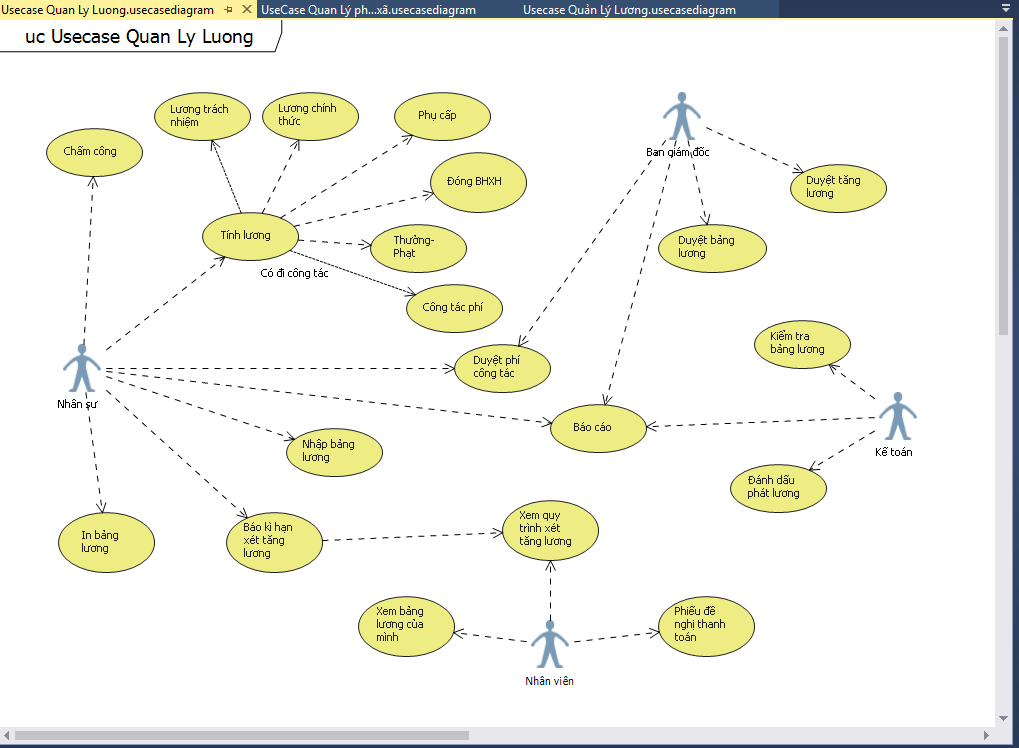 Usecase Quan Ly Luong.usecasediagram
UseCase Quan Lý ph...xã.usecasediagram
Usecase Quản Lý Lương.usecasediagram
uc Usecase Quan Ly Luong
Lương trách
nhiệm
Lương chính
thức
Phụ cấp
Chấm công
Ban giám đốc
Đóng BHXH
Duyệt tăng
lương
Tính lương
Thưởng-
Phạt
Duyệt bảng
lương
Có đi công tác
Công tác phí
Kiểm tra
bảng lương
Duyệt phí
công tác
Nhân sự
Báo cáo
Nhập bảng
lương
Kế toán
Đánh dấu
phát lương
In bảng
lương
Báo kì hạn
xét tăng
lương
Xem quy
trình xét
tăng lương
Xem bảng
lương của
mình
Phiếu đề
nghị thanh
toán
Nhân viên